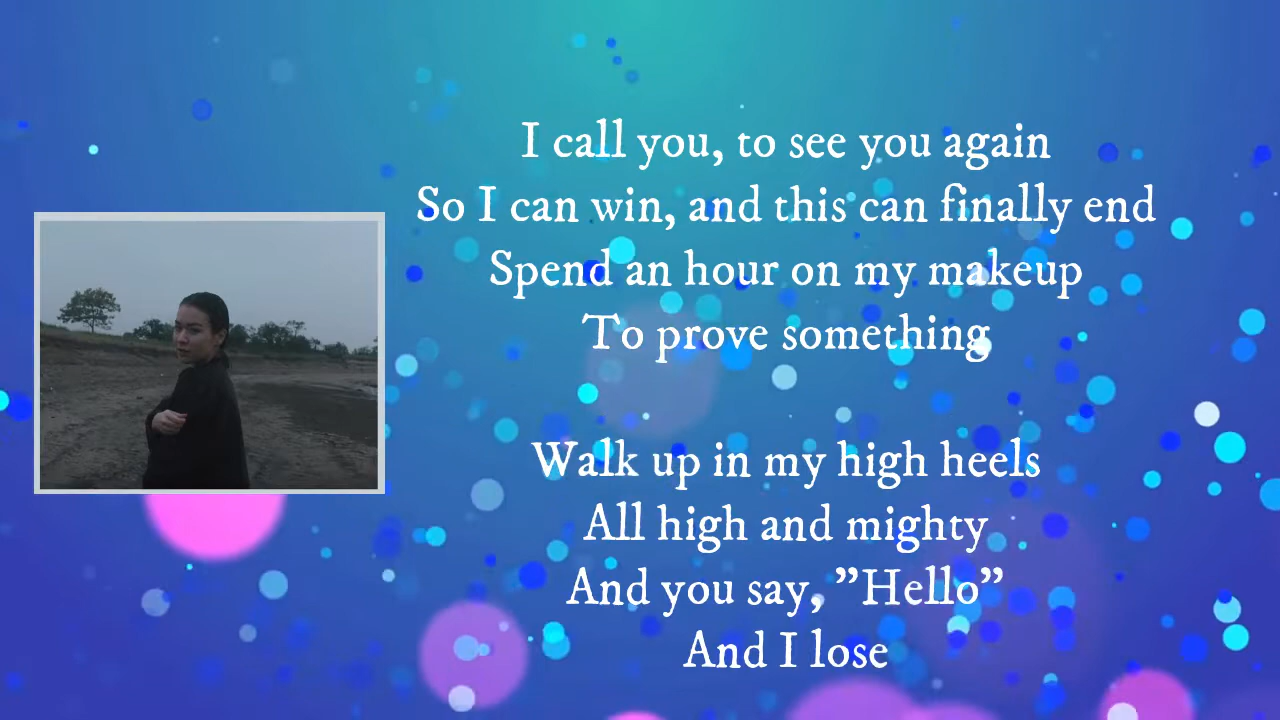 I call you, to see you again
So I can win, and this can finally end
Spend an hour on my makeup
To prove something
Walk up in my high heels
All high and mighty
And you say, ”Hello”
And I lose